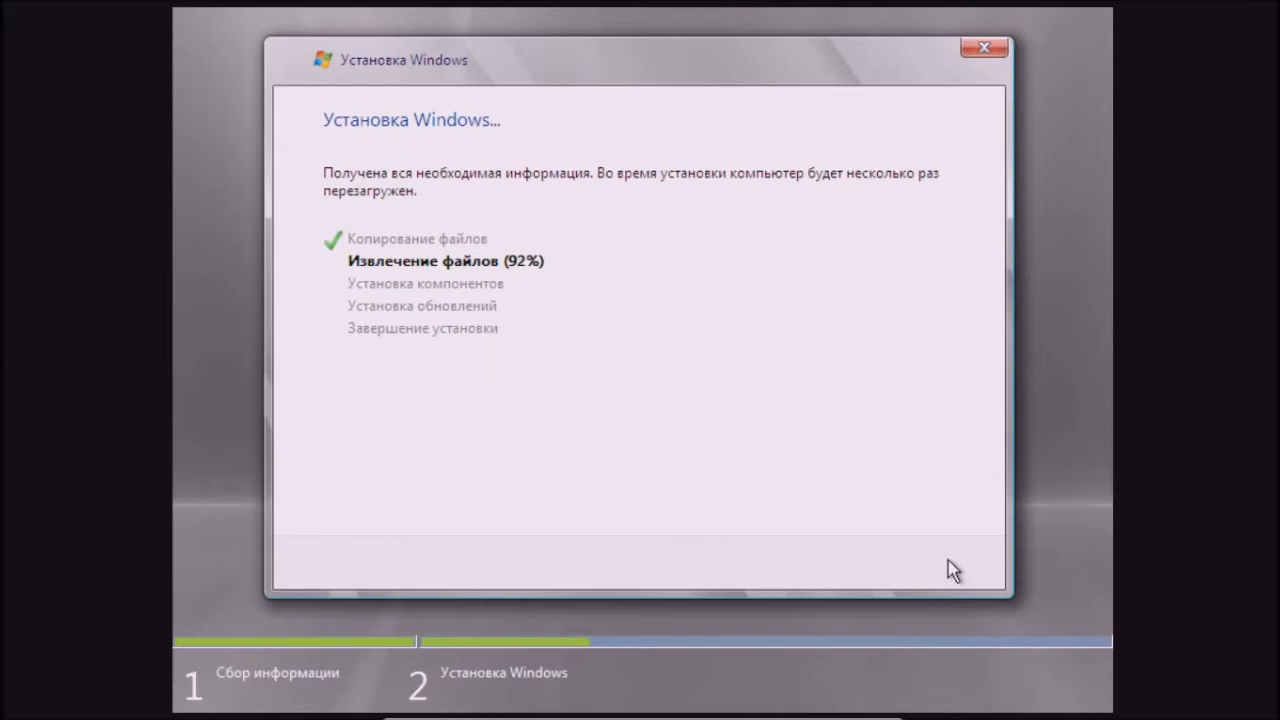 Установка Windows
Установка Windows...
Получена вся необходимая информация. Во время установки компьютер будет несколько раз
перезагружен.
Копирование файлов
Извлечение файлов (92%)
Установка компонентов
Установка обновлений
Завершение установки
1 Сбор информации
2 Установка Windows